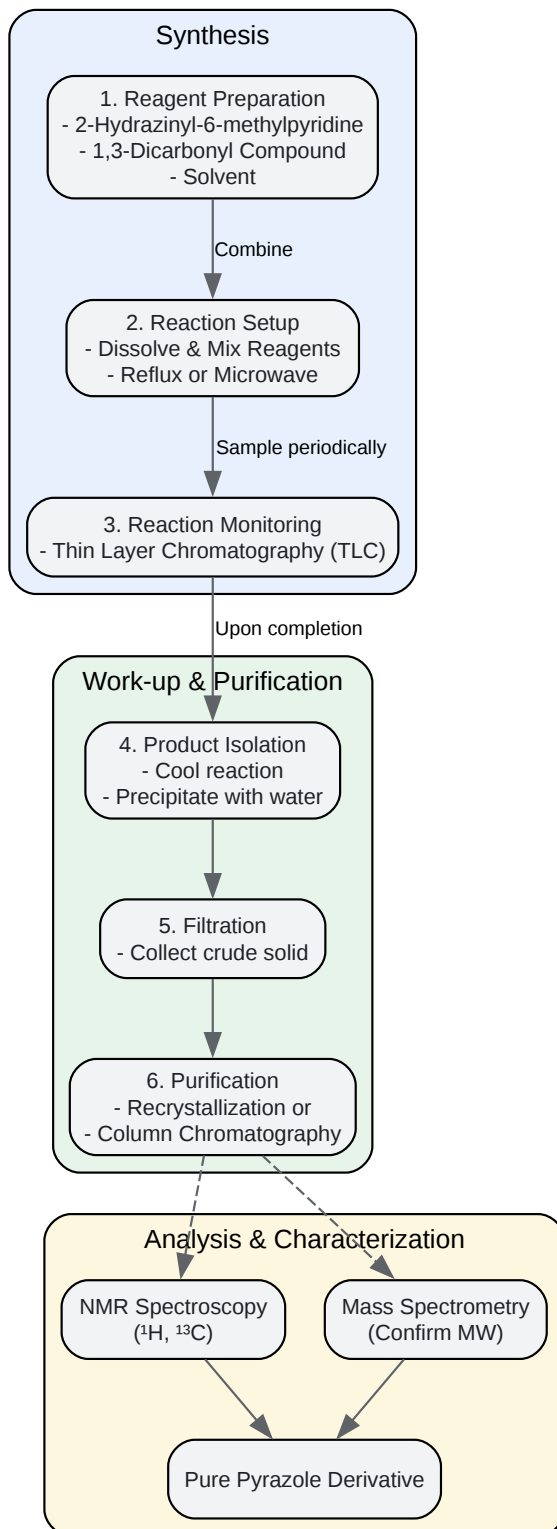 Synthesis
1. Reagent Preparation
- 2-Hydrazinyl-6-methylpyridine
- 1,3-Dicarbonyl Compound
- Solvent
Combine
2. Reaction Setup
- Dissolve & Mix Reagents
- Reflux or Microwave
Sample periodically
3. Reaction Monitoring
- Thin Layer Chromatography (TLC)
Upon completion
Work-up & Purification
4. Product Isolation
- Cool reaction
- Precipitate with water
5. Filtration
- Collect crude solid
6. Purification
- Recrystallization or
- Column Chromatography
Analysis & Characterization
NMR Spectroscopy
(¹H, ¹³C)
Mass Spectrometry
(Confirm MW)
Pure Pyrazole Derivative